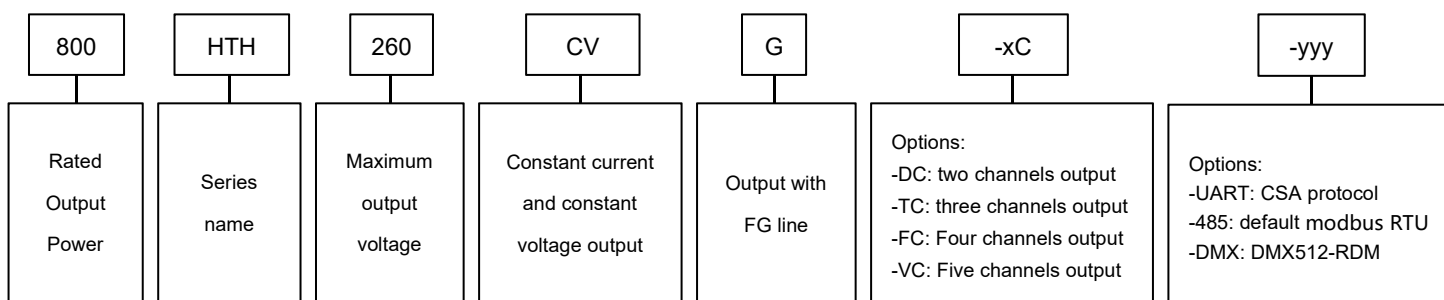 800
HTH
260
CV
G
-xC
-yyy
Rated
Output
Power
Series
name
Maximum
output
voltage
Constant current
and constant
voltage output
Output with
FG line
Options:
-DC: two channels output
-TC: three channels output
-FC: Four channels output
-VC: Five channels output
Options:
-UART: CSA protocol
-485: default modbus RTU
-DMX: DMX512-RDM